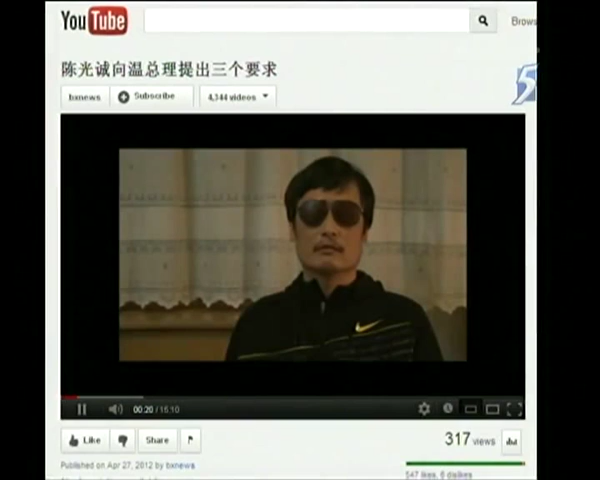 YouTube
Brows
陈光诚向温总理提出三个要求
5
bxnews
Subscribe
4,344 videos
00:20 / 15:10
Like
Share
317 views
Published on Apr 27, 2012 by bxnews
547 likes, 6 dislikes